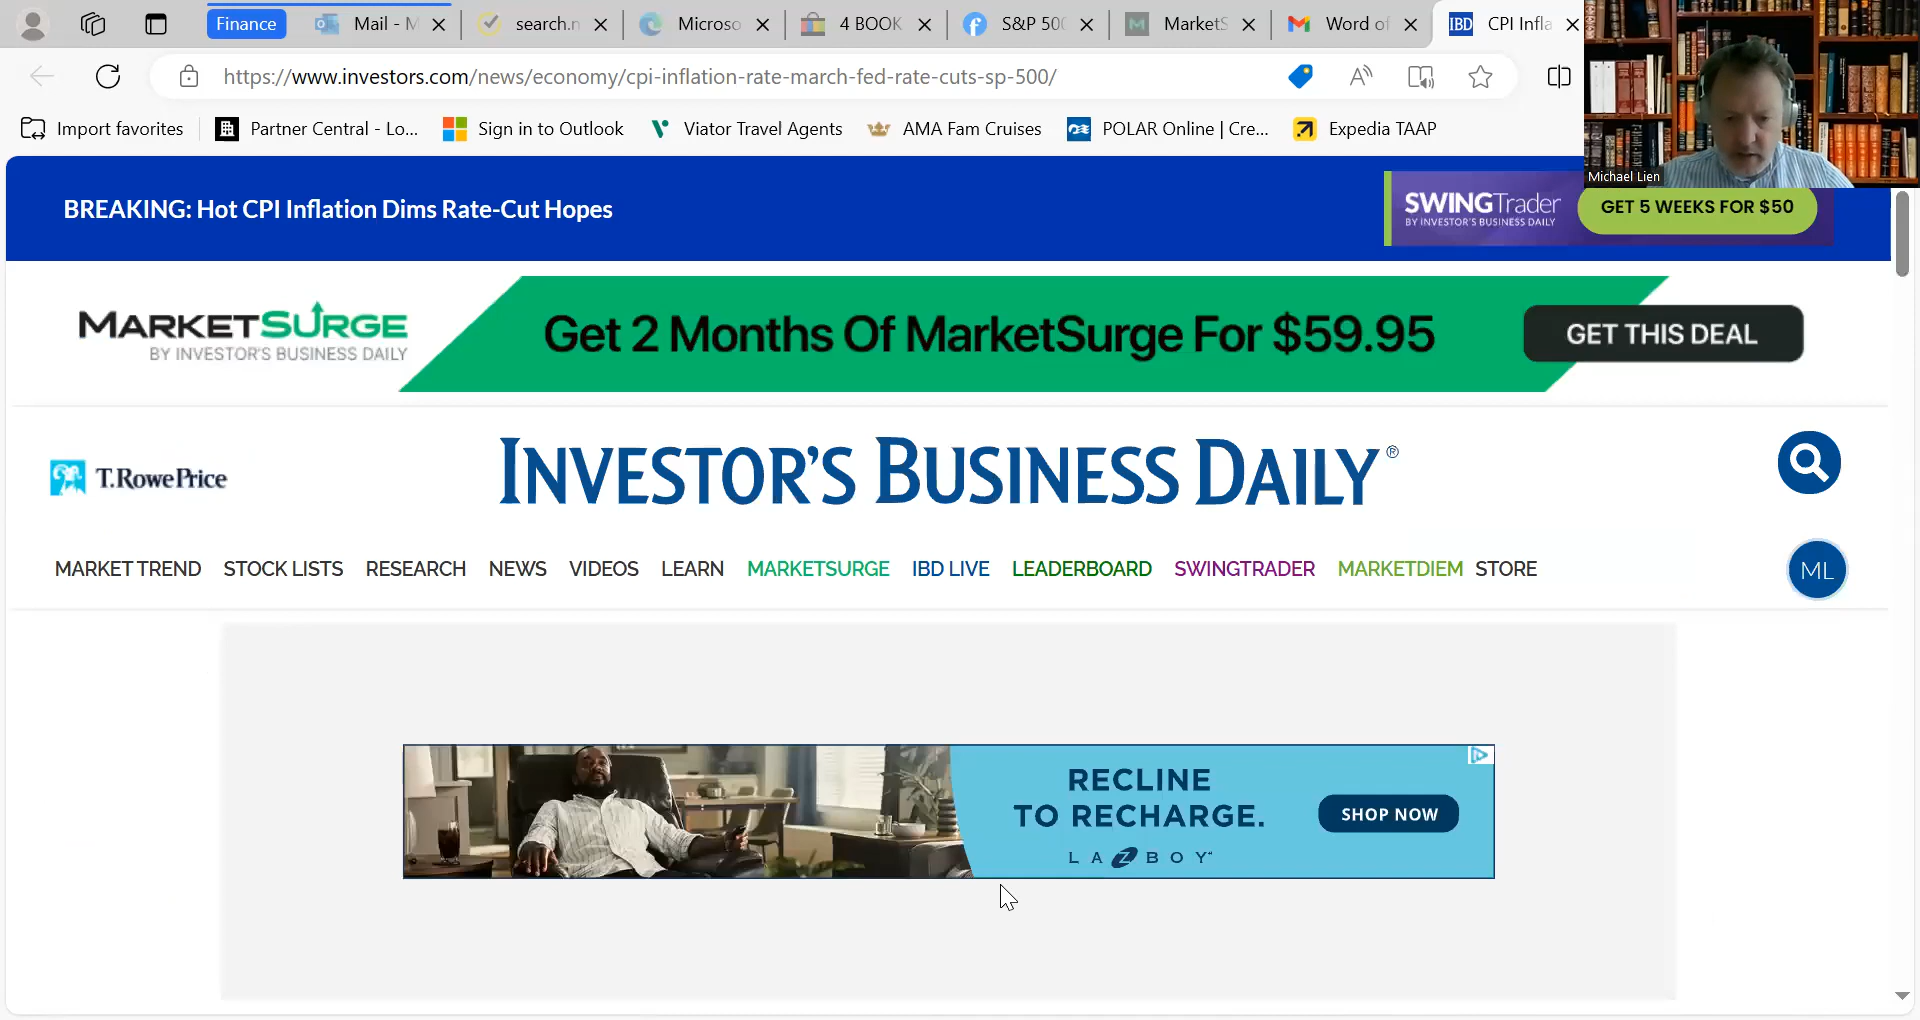 Finance
Mail - M
search.n
Microso
4 BOOK
S&P 500
MarketS
Word of
IBD
CPI Infla
https://www.investors.com/news/economy/cpi-inflation-rate-march-fed-rate-cuts-sp-500/
Import favorites
Partner Central - Lo...
Sign in to Outlook
Viator Travel Agents
AMA Fam Cruises
POLAR Online | Cre...
Expedia TAAP
Michael Lien
BREAKING: Hot CPI Inflation Dims Rate-Cut Hopes
SWINGTrader
BY INVESTOR'S BUSINESS DAILY
GET 5 WEEKS FOR $50
MARKETSURGE
BY INVESTOR'S BUSINESS DAILY
Get 2 Months Of MarketSurge For $59.95
GET THIS DEAL
T.RowePrice
INVESTOR'S BUSINESS DAILY®
MARKET TREND STOCK LISTS RESEARCH NEWS VIDEOS LEARN MARKETSURGE IBD LIVE LEADERBOARD SWINGTRADER MARKETDIEM STORE
ML
RECLINE
TO RECHARGE.
LAZBOY
SHOP NOW